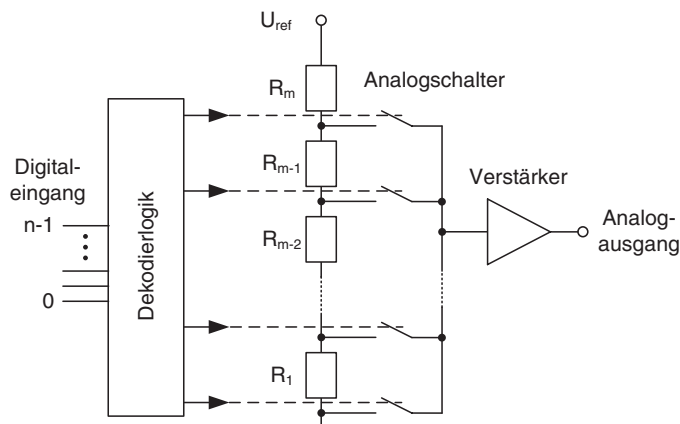 U_ref
R_m
Analogschalter
Digital-
eingang
R_m-1
Verstärker
n-1
R_m-2
Analog-
ausgang
Dekodierlogik
0
R_1